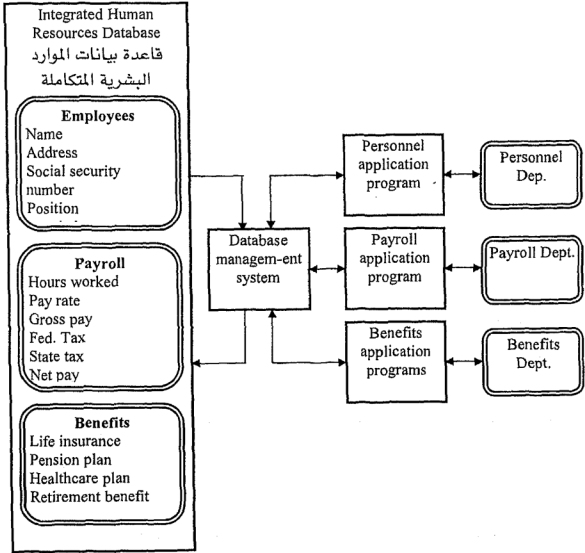 Integrated Human
Resources Database
قاعدة بيانات الموارد
البشرية المتكاملة
Employees
Name
Address
Social security
number
Position
Payroll
Hours worked
Pay rate
Gross pay
Fed. Tax
State tax
Net pay
Benefits
Life insurance
Pension plan
Healthcare plan
Retirement benefit
Database
managem-ent
system
Personnel
application
program
Payroll
application
program
Benefits
application
programs
Personnel
Dep.
Payroll Dept.
Benefits
Dept.